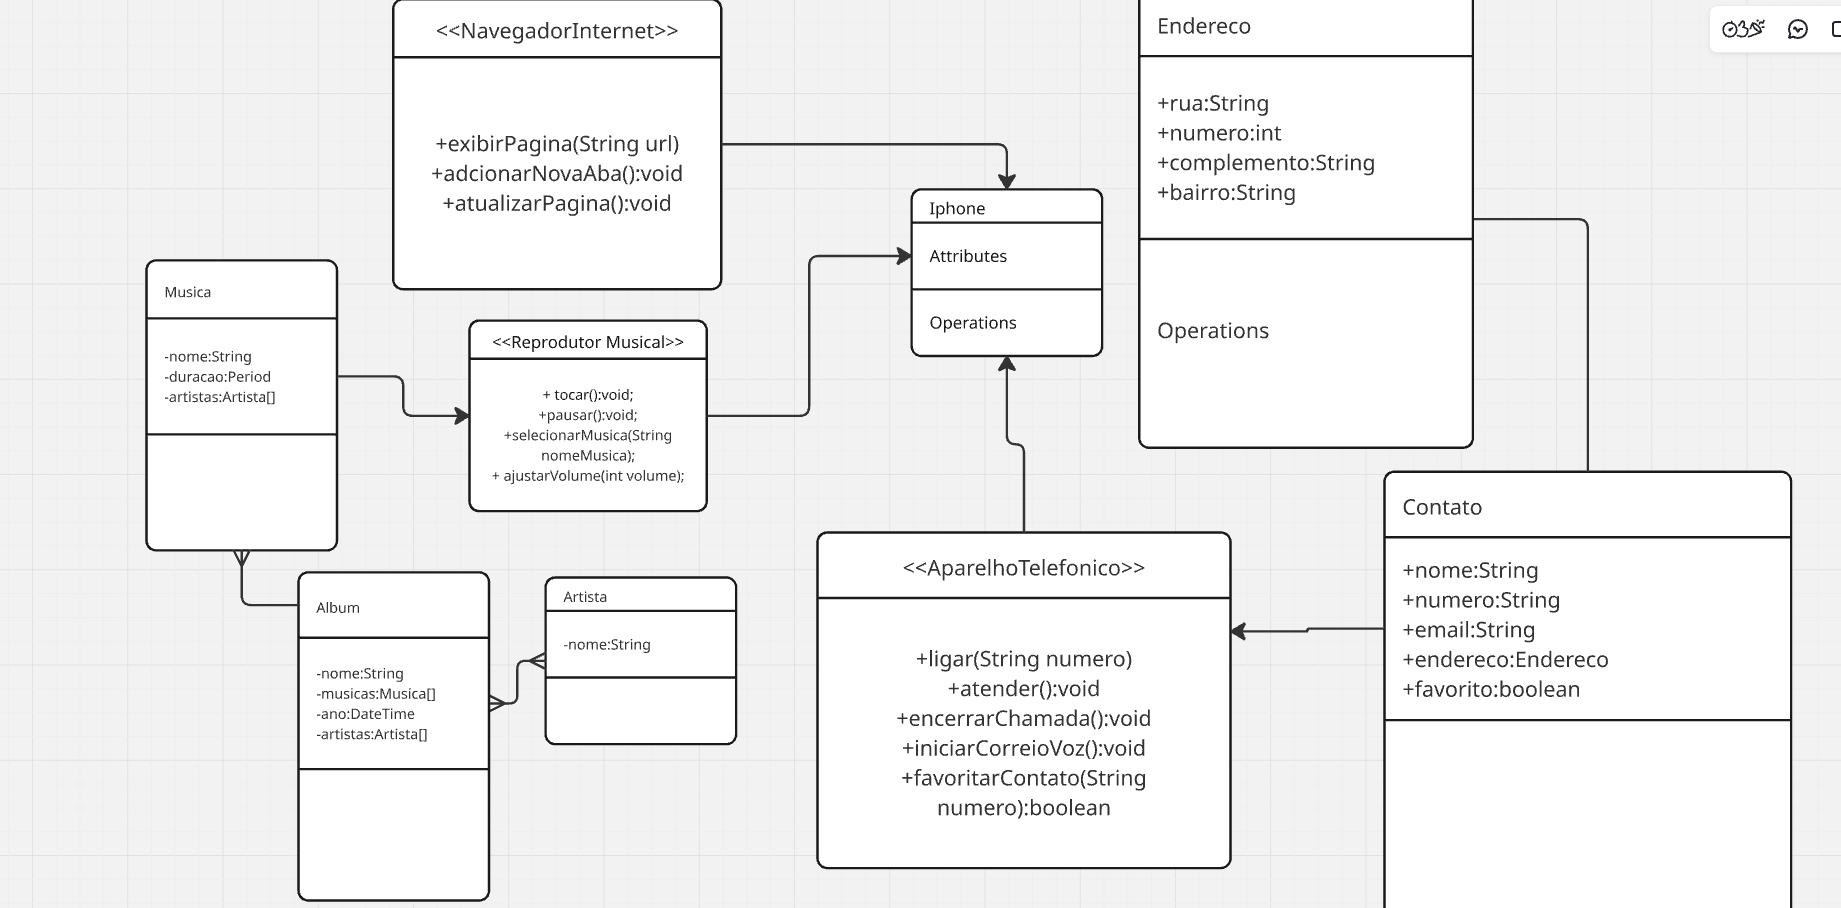 <<NavegadorInternet>>
+exibirPagina(String url)
+adcionarNovaAba():void
+atualizarPagina():void
Endereco
+rua:String
+numero:int
+complemento:String
+bairro:String
Operations
Iphone
Attributes
Operations
Musica
-nome:String
-duracao:Period
-artistas:Artista[]
<<Reprodutor Musical>>
+ tocar():void;
+pausar():void;
+selecionarMusica(String
nomeMusica);
+ ajustarVolume(int volume);
Album
-nome:String
-musicas:Musica[]
-ano:DateTime
-artistas:Artista[]
Artista
-nome:String
<<AparelhoTelefonico>>
+ligar(String numero)
+atender():void
+encerrarChamada():void
+iniciarCorreioVoz():void
+favoritarContato(String
numero):boolean
Contato
+nome:String
+numero:String
+email:String
+endereco:Endereco
+favorito:boolean